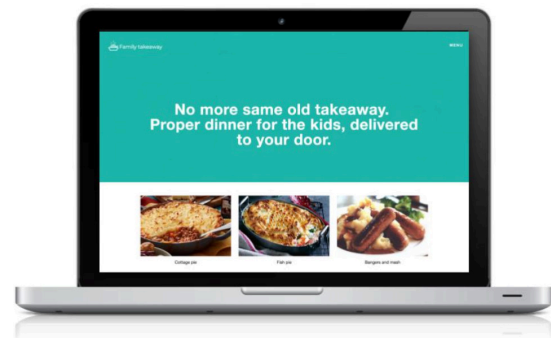 Family takeaway
MENU
No more same old takeaway.
Proper dinner for the kids, delivered
to your door.
Cottage pie
Fish pie
Bangers and mash